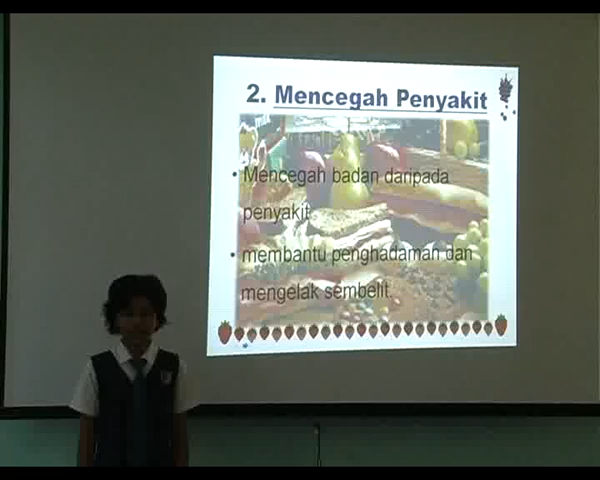 2. Mencegah Penyakit
• Mencegah badan daripada
penyakit.
• membantu penghadaman dan
mengelak sembelit.